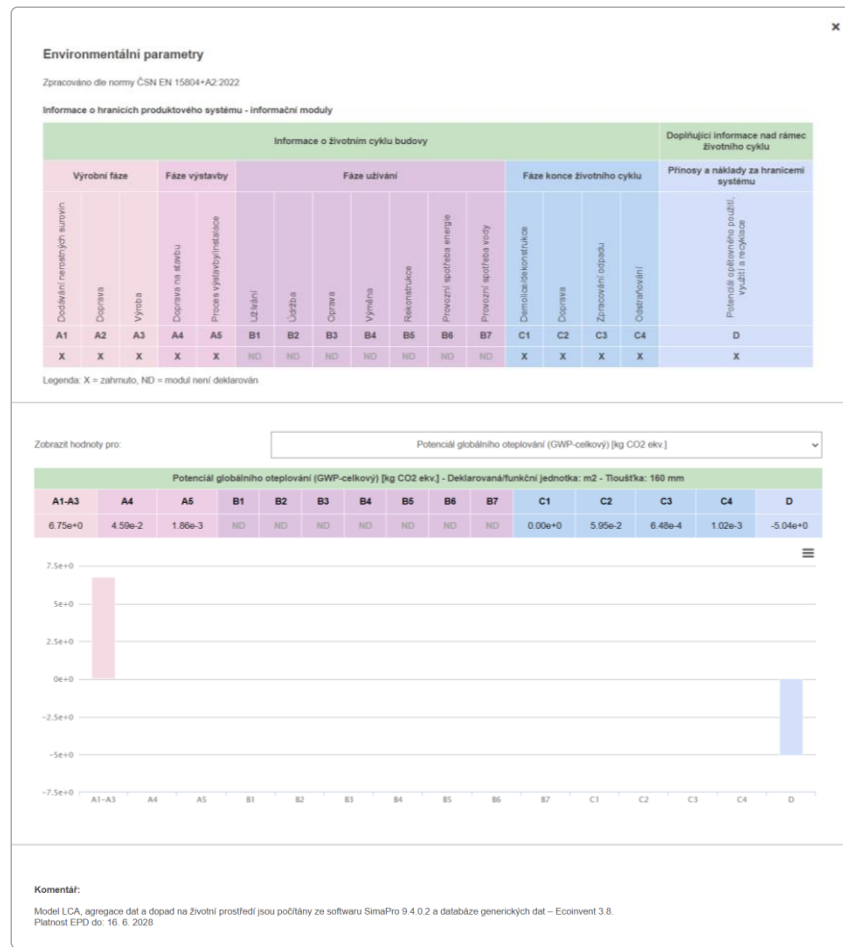 ×
Environmentální parametry
Zpracováno dle normy ČSN EN 15804+A2:2022
Informace o hranicích produktového systému - informační moduly
Informace o životním cyklu budovy
Doplňující informace nad rámec
životního cyklu
Výrobní fáze Fáze výstavby Fáze užívání Fáze konce životního cyklu
Přínosy a náklady za hranicemi
systému
Dodávání nerostných surovin
Doprava
Výroba
Doprava na stavbu
Proces výstavby/instalace
Užívání
Údržba
Oprava
Výměna
Rekonstrukce
Provozní spotřeba energie
Provozní spotřeba vody
Demolice/dekonstrukce
Doprava
Zpracování odpadu
Odstraňování
Potenciál opětovného použití,
využití a recyklace
A1 A2 A3 A4 A5 B1 B2 B3 B4 B5 B6 B7 C1 C2 C3 C4 D
X X X X X ND ND ND ND ND ND ND X X X X X
Legenda: X = zahrnuto, ND = modul není deklarován
Zobrazit hodnoty pro: Potenciál globálního oteplování (GWP-celkový) [kg CO2 ekv.]
Potenciál globálního oteplování (GWP-celkový) [kg CO2 ekv.] - Deklarovaná/funkční jednotka: m2 - Tloušťka: 160 mm
A1-A3 A4 A5 B1 B2 B3 B4 B5 B6 B7 C1 C2 C3 C4 D
6.75e+0 4.59e-2 1.86e-3 ND ND ND ND ND ND ND 0.00e+0 5.95e-2 6.48e-4 1.02e-3 -5.04e+0
7.5e+0
5e+0
2.5e+0
0e+0
−2.5e+0
−5e+0
−7.5e+0
A1−A3 A4 A5 B1 B2 B3 B4 B5 B6 B7 C1 C2 C3 C4 D
Komentář:
Model LCA, agregace dat a dopad na životní prostředí jsou počítány ze softwaru SimaPro 9.4.0.2 a databáze generických dat – Ecoinvent 3.8.
Platnost EPD do: 16. 6. 2028